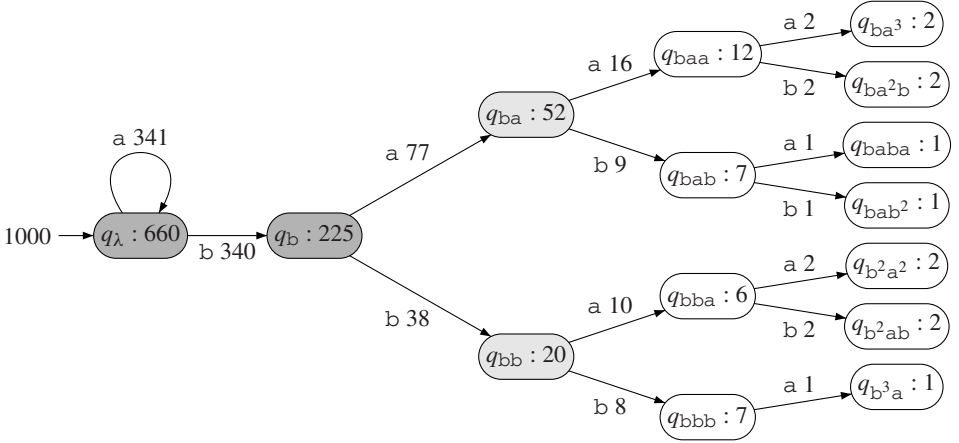 a 2
q_ba³ : 2
q_baa : 12
a 16
b 2
q_ba²b : 2
q_ba : 52
a 341
a 77
b 9
a 1
q_baba : 1
q_bab : 7
b 1
q_bab² : 1
1000
q_λ : 660
b 340
q_b : 225
a 2
q_b²a² : 2
b 38
a 10
q_bba : 6
b 2
q_b²ab : 2
q_bb : 20
b 8
a 1
q_b³a : 1
q_bbb : 7